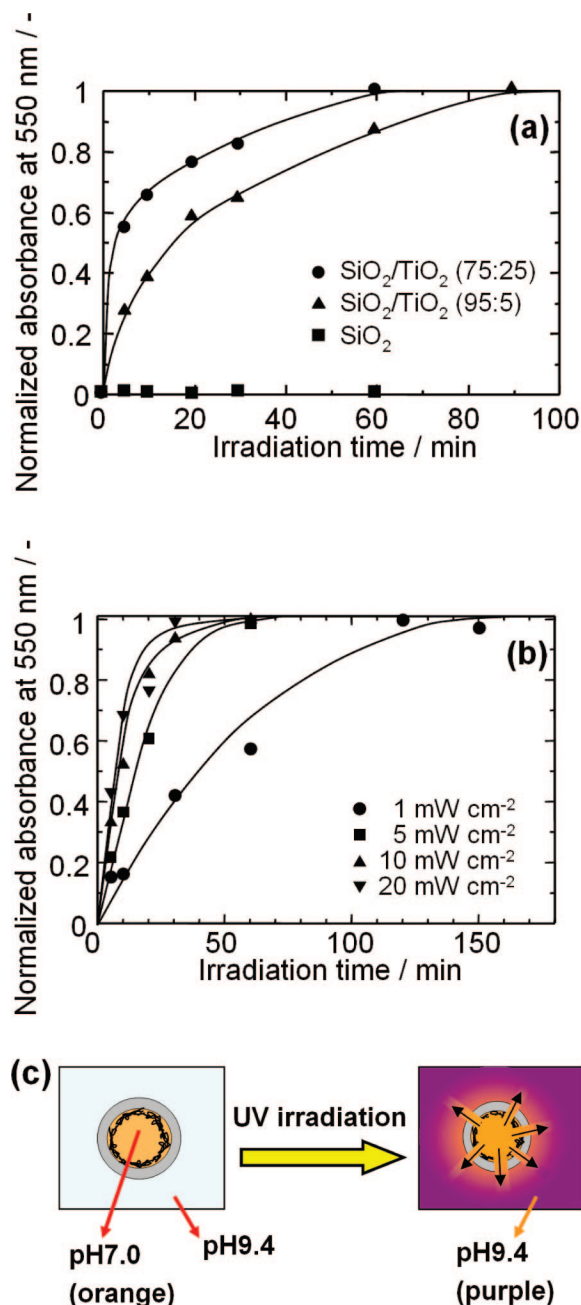 Normalized absorbance at 550 nm / -
1
0.8
0.6
0.4
0.2
0
(a)
SiO₂/TiO₂ (75:25)
SiO₂/TiO₂ (95:5)
SiO₂
0 20 40 60 80 100
Irradiation time / min
Normalized absorbance at 550 nm / -
1
0.8
0.6
0.4
0.2
0
(b)
1 mW cm⁻²
5 mW cm⁻²
10 mW cm⁻²
20 mW cm⁻²
0 50 100 150
Irradiation time / min
(c)
UV irradiation
pH7.0
(orange)
pH9.4
pH9.4
(purple)